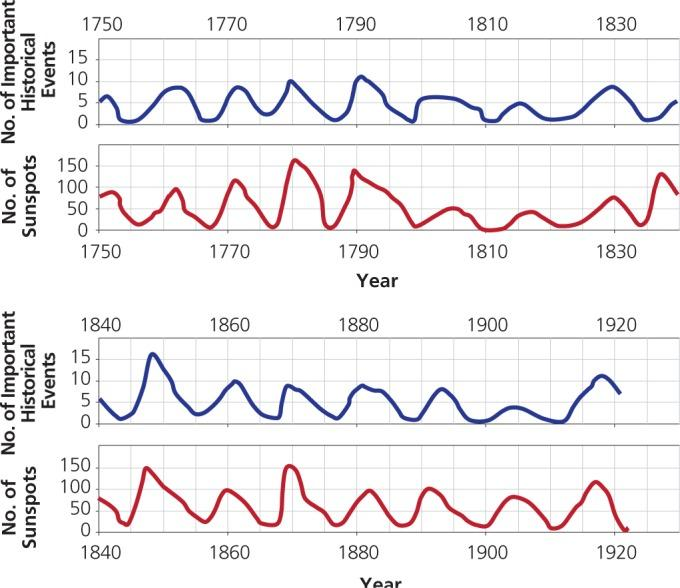 1750 1770 1790 1810 1830
No. of Important
Historical
Events
15
10
5
0
No. of
Sunspots
150
100
50
0
1750 1770 1790 1810 1830
Year
1840 1860 1880 1900 1920
No. of Important
Historical
Events
15
10
5
0
No. of
Sunspots
150
100
50
0
1840 1860 1880 1900 1920
Year